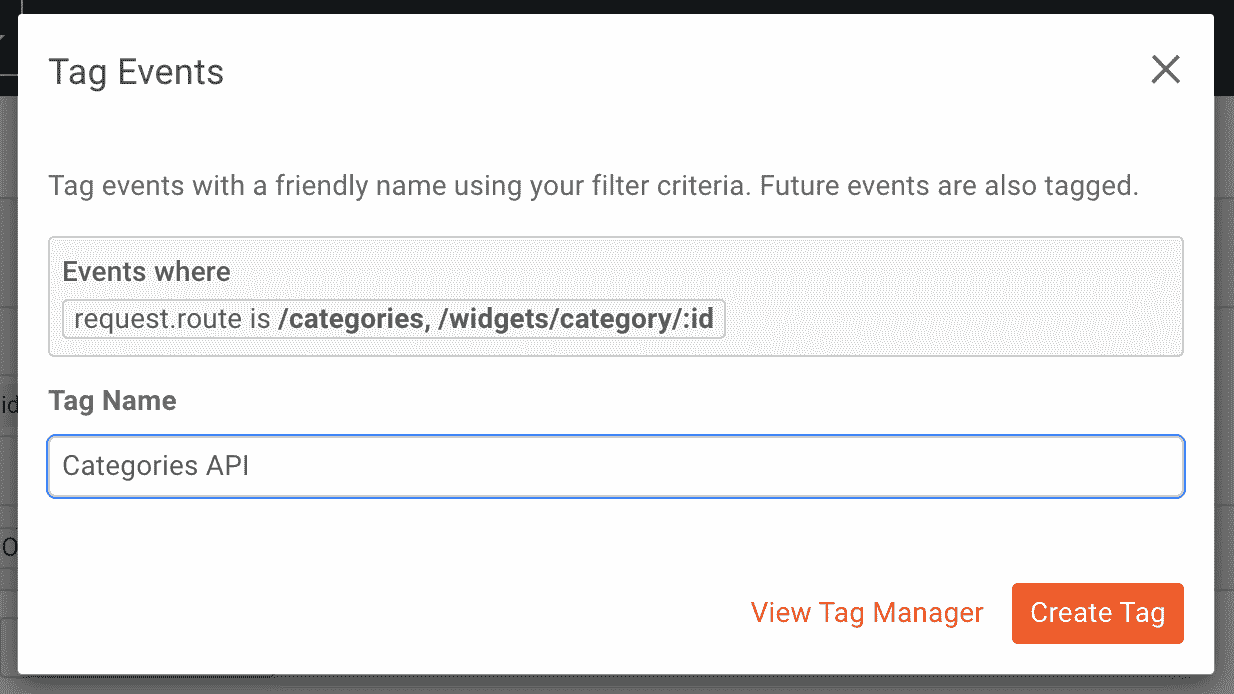 Tag Events
Tag events with a friendly name using your filter criteria. Future events are also tagged.
Events where
request.route is /categories, /widgets/category/:id
Tag Name
id
Categories API
O
View Tag Manager
Create Tag